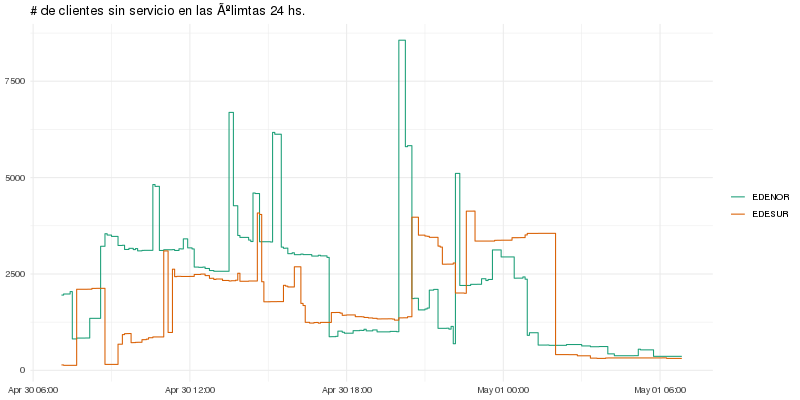 # de clientes sin servicio en las Ãºlimtas 24 hs.
7500
5000
2500
0
Apr 30 06:00
Apr 30 12:00
Apr 30 18:00
May 01 00:00
May 01 06:00
EDENOR
EDESUR